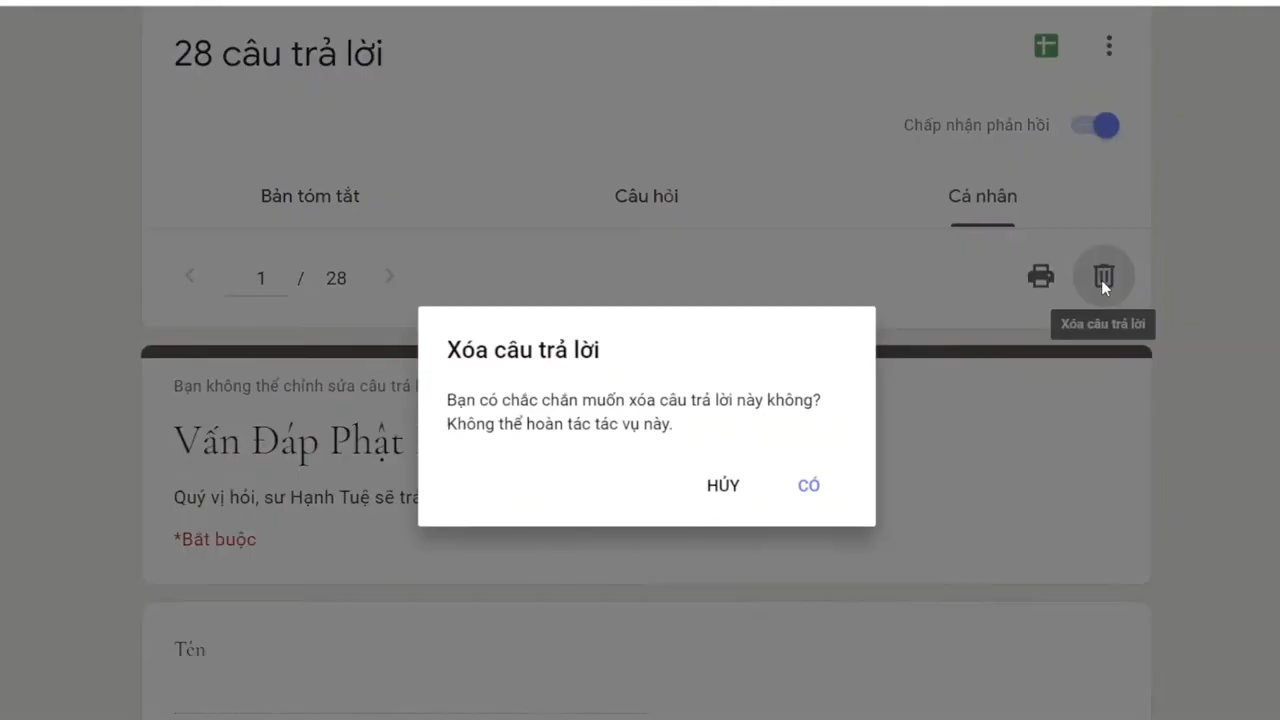 28 câu trả lời
Chấp nhận phản hồi
Bản tóm tắt
Câu hỏi
Cá nhân
1 / 28
Xóa câu trả lời
Xóa câu trả lời
Bạn có chắc chắn muốn xóa câu trả lời này không?
Không thể hoàn tác tác vụ này.
HỦY
CÓ
Bạn không thể chỉnh sửa câu trả
Vấn Đáp Phật
Quý vị hỏi, sư Hạnh Tuệ sẽ trả
*Bắt buộc
Tên